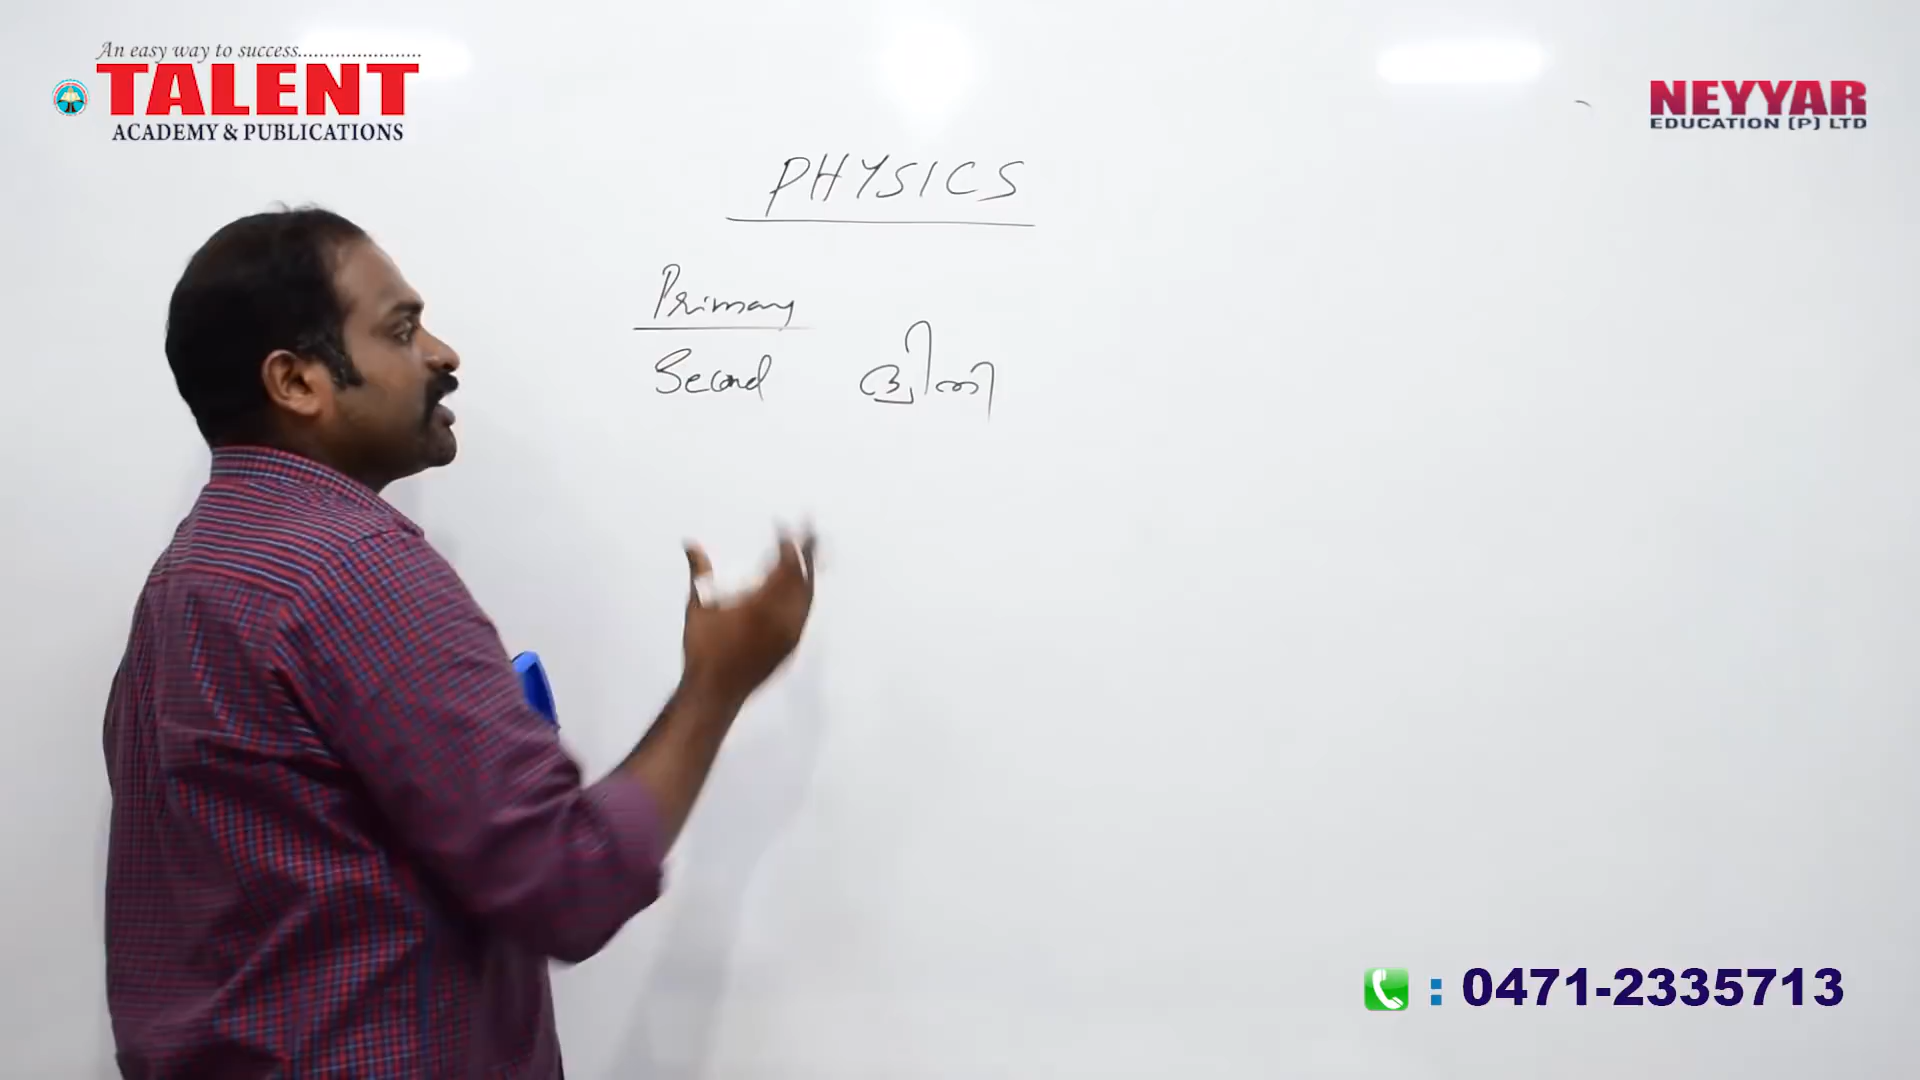 An easy way to success.......................
TALENT
ACADEMY & PUBLICATIONS
NEYYAR
EDUCATION (P) LTD
PHYSICS
Primary
Second
: 0471-2335713